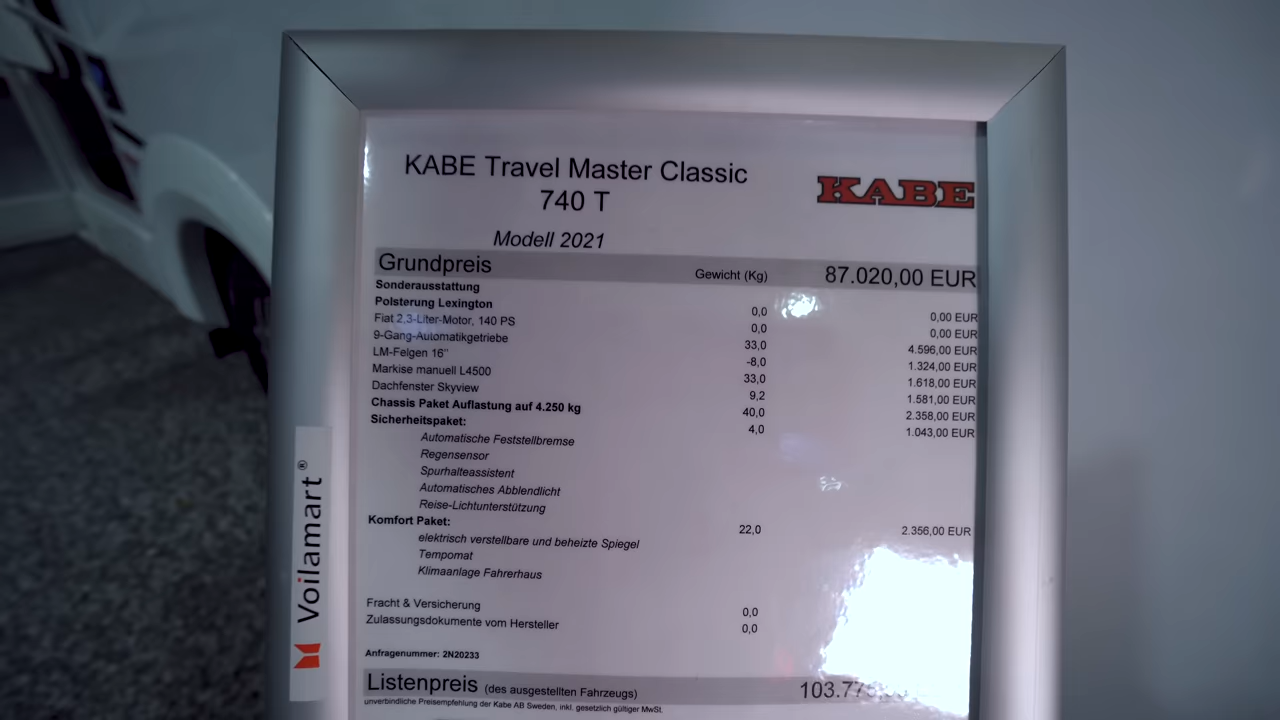 KABE Travel Master Classic
740 T
KABE
Modell 2021
Grundpreis Gewicht (Kg) 87.020,00 EUR
Sonderausstattung
Polsterung Lexington 0,0 0,00 EUR
Fiat 2,3-Liter-Motor, 140 PS 0,0 0,00 EUR
9-Gang-Automatikgetriebe 33,0 4.596,00 EUR
LM-Felgen 16" -8,0 1.324,00 EUR
Markise manuell L4500 33,0 1.618,00 EUR
Dachfenster Skyview 9,2 1.581,00 EUR
Chassis Paket Auflastung auf 4.250 kg 40,0 2.358,00 EUR
Sicherheitspaket: 4,0 1.043,00 EUR
Automatische Feststellbremse
Regensensor
Spurhalteassistent
Automatisches Abblendlicht
Reise-Lichtunterstützung
Komfort Paket: 22,0 2.356,00 EUR
elektrisch verstellbare und beheizte Spiegel
Tempomat
Klimaanlage Fahrerhaus
Fracht & Versicherung 0,0
Zulassungsdokumente vom Hersteller 0,0
Anfragenummer: 2N20233
Listenpreis (des ausgestellten Fahrzeugs)
unverbindliche Preisempfehlung der Kabe AB Sweden, inkl. gesetzlich gültiger MwSt.
Voilamart®